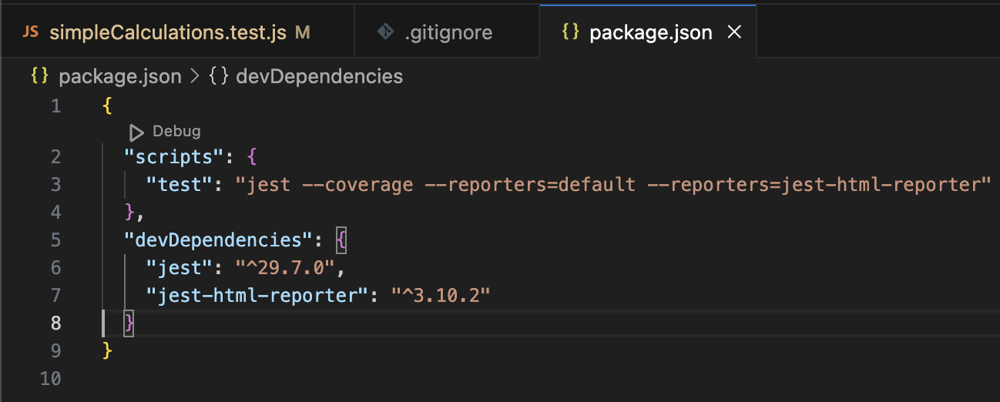 JS simpleCalculations.test.js M .gitignore {} package.json ×
{} package.json > {} devDependencies
1 {
Debug
2 "scripts": {
3 "test": "jest --coverage --reporters=default --reporters=jest-html-reporter"
4 },
5 "devDependencies": {
6 "jest": "^29.7.0",
7 "jest-html-reporter": "^3.10.2"
8 }
9 }
10